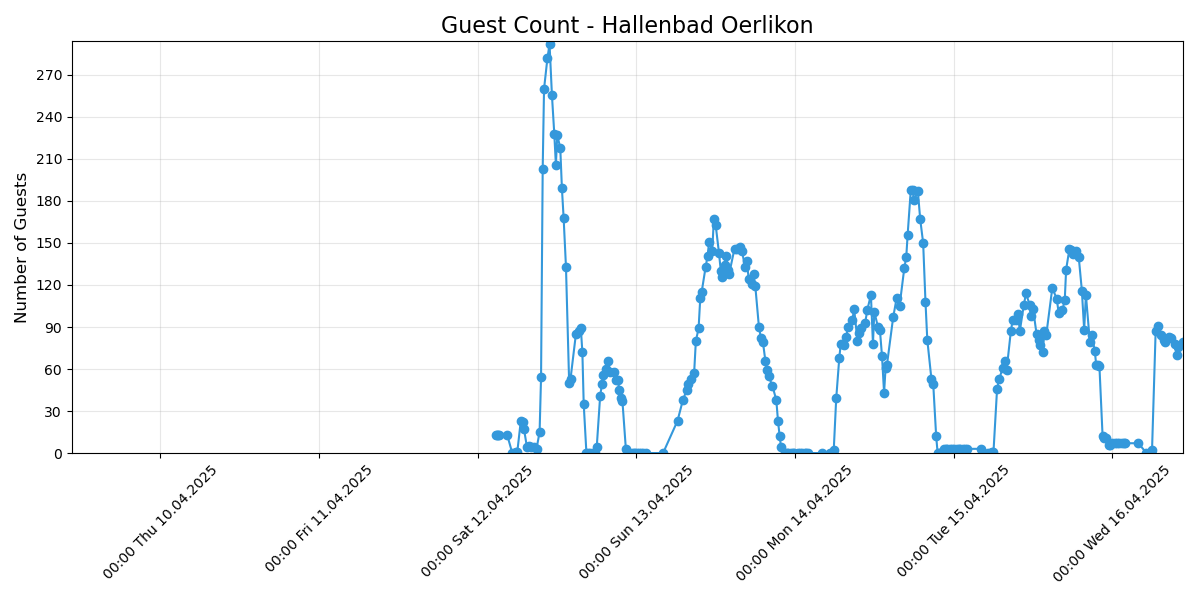 Guest Count - Hallenbad Oerlikon
Number of Guests
270
240
210
180
150
120
90
60
30
0
00:00 Thu 10.04.2025
00:00 Fri 11.04.2025
00:00 Sat 12.04.2025
00:00 Sun 13.04.2025
00:00 Mon 14.04.2025
00:00 Tue 15.04.2025
00:00 Wed 16.04.2025